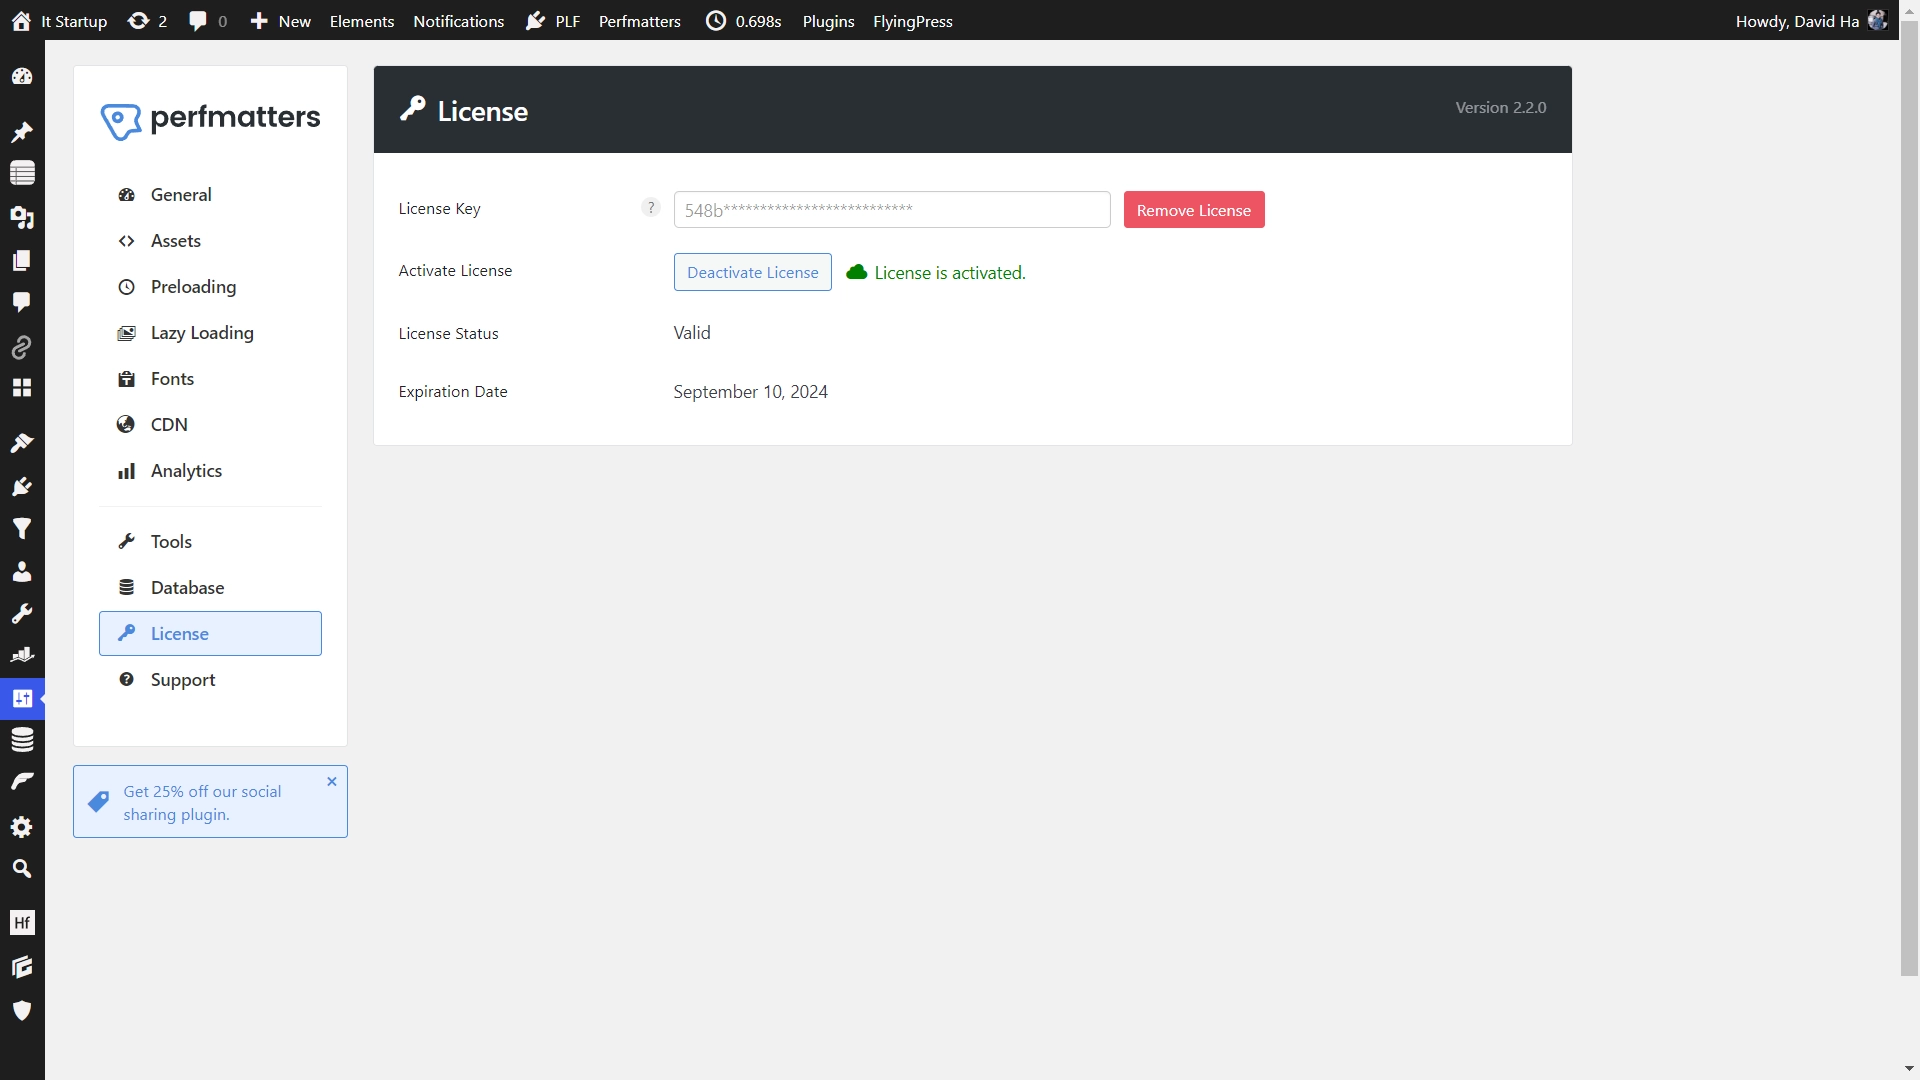 It Startup 2 0 New Elements Notifications PLF Perfmatters 0.698s Plugins FlyingPress Howdy, David Ha
perfmatters
General
Assets
Preloading
Lazy Loading
Fonts
CDN
Analytics
Tools
Database
License
Support
Get 25% off our social
sharing plugin.
License
Version 2.2.0
License Key ? 548b************************** Remove License
Activate License Deactivate License License is activated.
License Status Valid
Expiration Date September 10, 2024
Hf